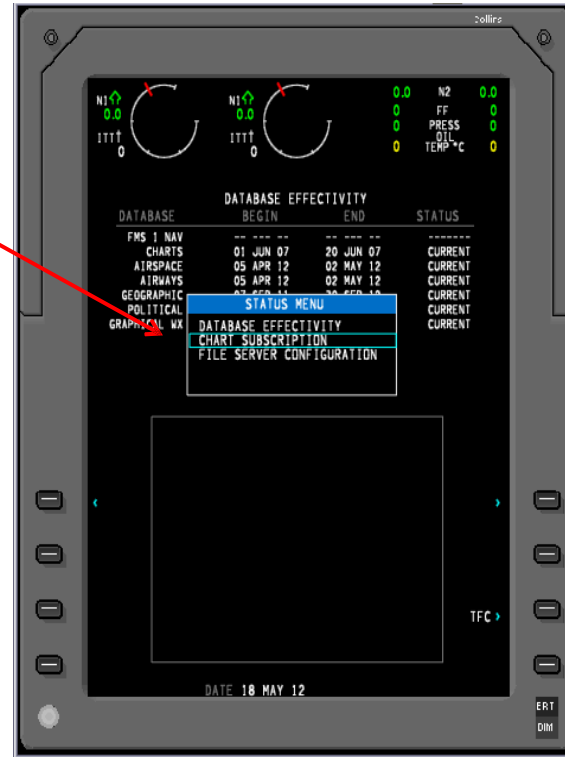 Collins
N1 N1 0.0 N2 0.0
0.0 0.0 0 FF 0
0 PRESS 0
ITT ITT OIL
0 0 0 TEMP °C 0
DATABASE EFFECTIVITY
DATABASE BEGIN END STATUS
FMS 1 NAV -- --- -- -- --- -- -------
CHARTS 01 JUN 07 20 JUN 07 CURRENT
AIRSPACE 05 APR 12 02 MAY 12 CURRENT
AIRWAYS 05 APR 12 02 MAY 12 CURRENT
GEOGRAPHIC CURRENT
POLITICAL CURRENT
GRAPHICAL WX CURRENT
STATUS MENU
DATABASE EFFECTIVITY
CHART SUBSCRIPTION
FILE SERVER CONFIGURATION
< >
TFC >
DATE 18 MAY 12
ERT
DIM